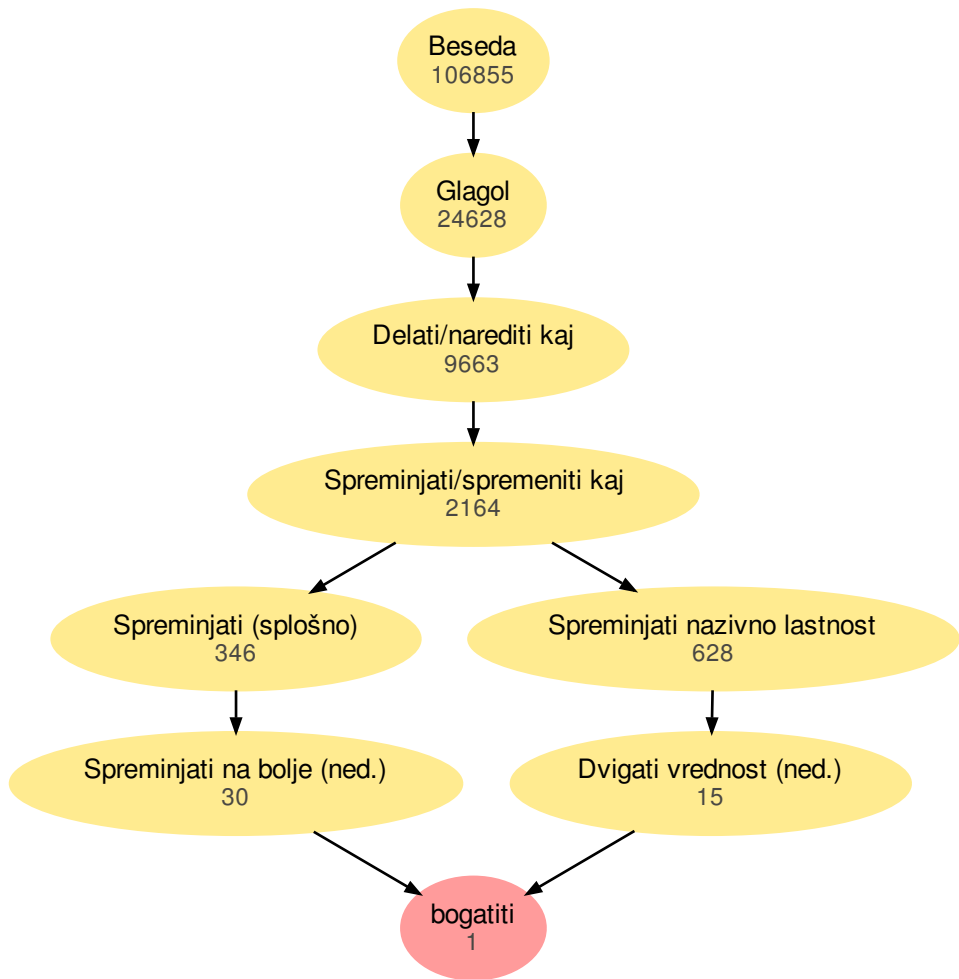 Beseda
106855
Glagol
24628
Delati/narediti kaj
9663
Spreminjati/spremeniti kaj
2164
Spreminjati (splošno)
346
Spreminjati nazivno lastnost
628
Spreminjati na bolje (ned.)
30
Dvigati vrednost (ned.)
15
bogatiti
1